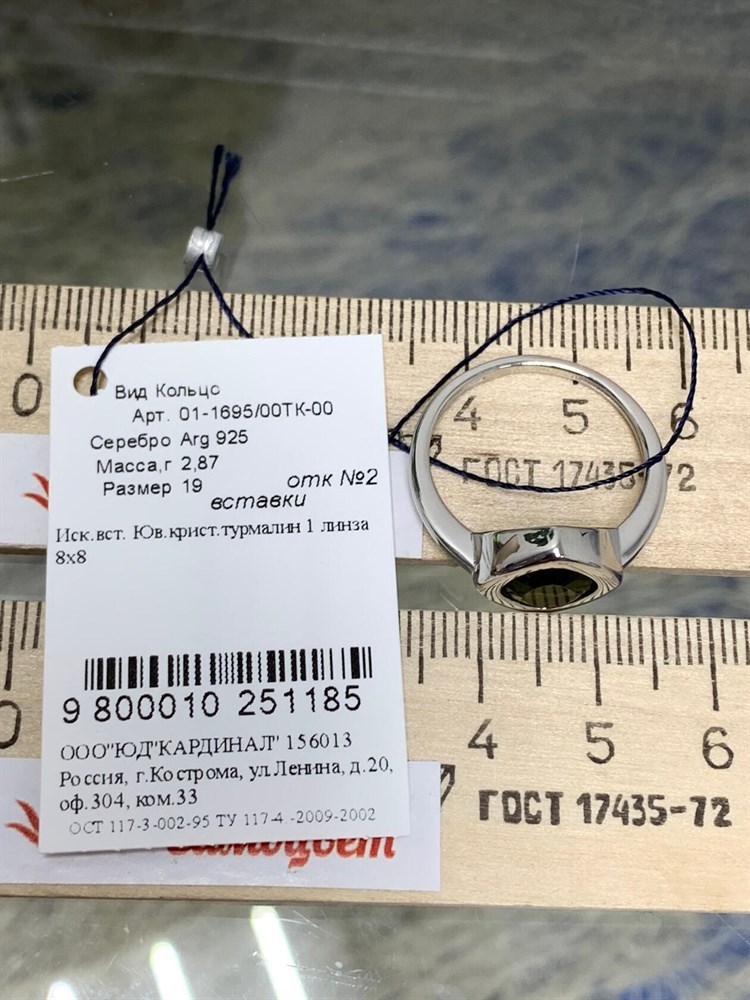 0
Вид Кольцо
Арт. 01-1695/00ТК-00
Серебро Arg 925
Масса,г 2,87
Размер 19
отк №2
вставки
Иск.вст. Юв.крист.турмалин 1 линза
8х8
9 800010 251185
ООО"ЮД"КАРДИНАЛ" 156013
Россия, г.Кострома, ул.Ленина, д.20,
оф.304, ком.33
ОСТ 117-3-002-95 ТУ 117-4 -2009-2002
4 5 6
ГОСТ 17435-72
0
4 5 6
ГОСТ 17435-72